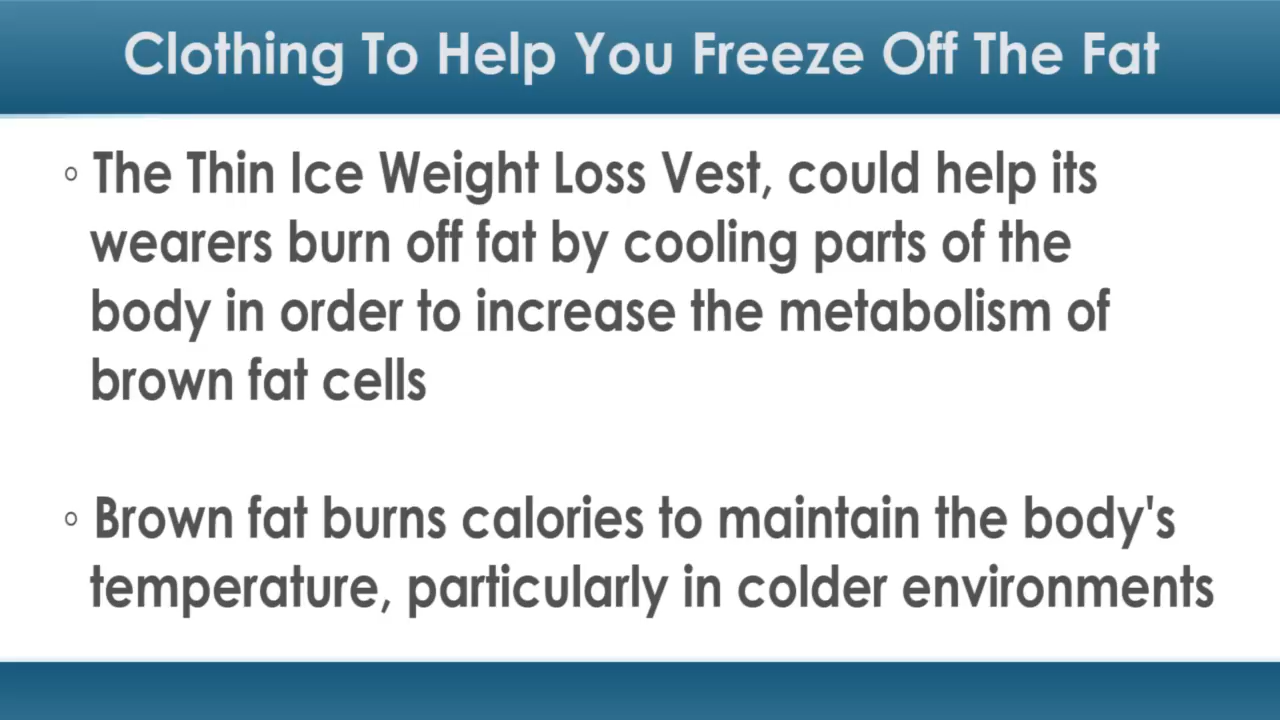 Clothing To Help You Freeze Off The Fat
◦ The Thin Ice Weight Loss Vest, could help its
wearers burn off fat by cooling parts of the
body in order to increase the metabolism of
brown fat cells
◦ Brown fat burns calories to maintain the body's
temperature, particularly in colder environments